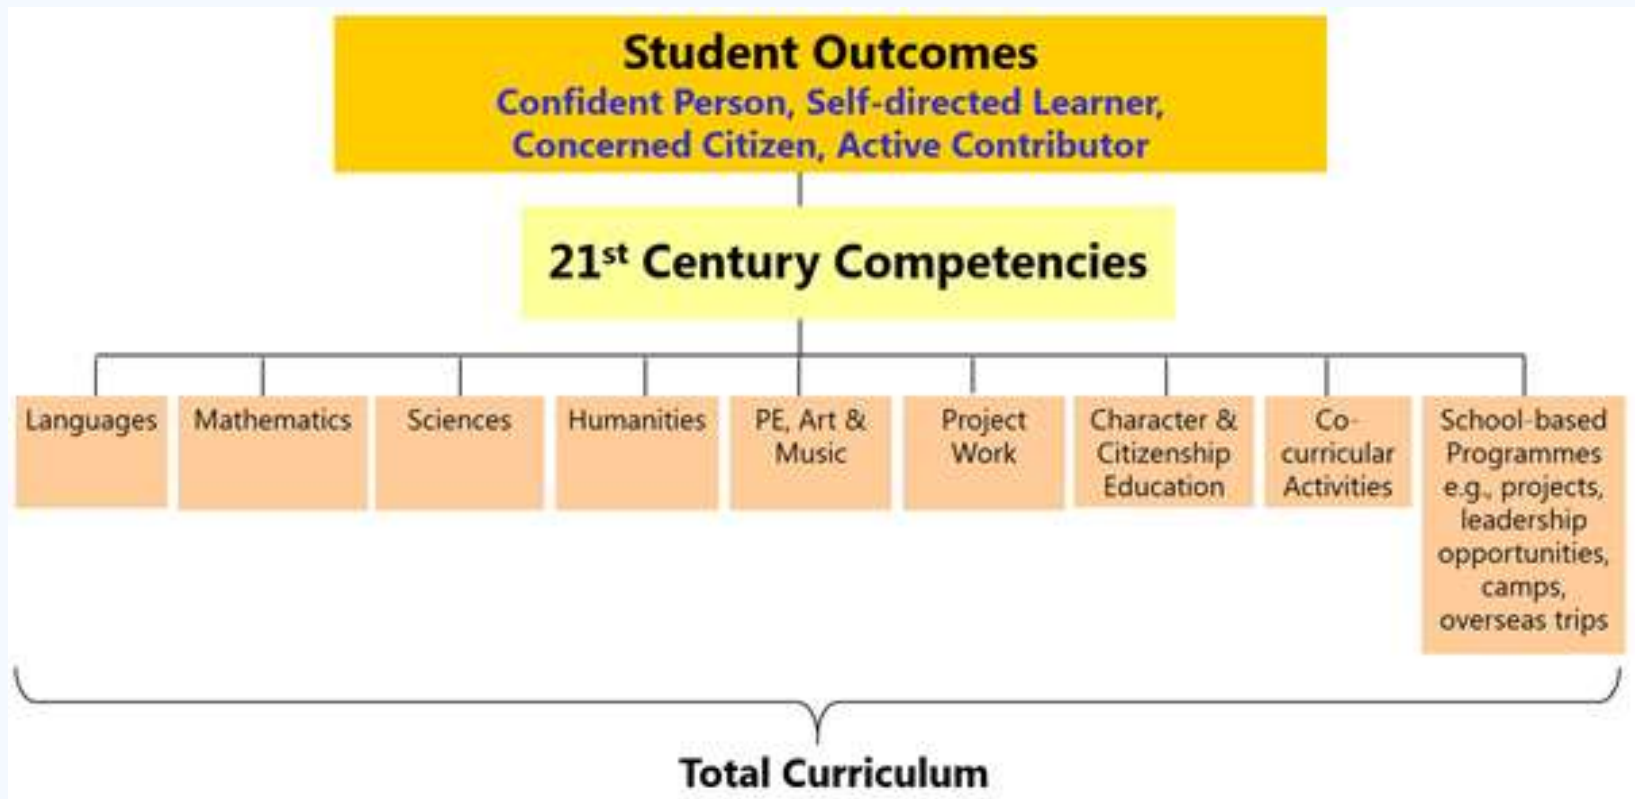 Student Outcomes
Confident Person, Self-directed Learner,
Concerned Citizen, Active Contributor
21st Century Competencies
Languages
Mathematics
Sciences
Humanities
PE, Art &
Music
Project
Work
Character &
Citizenship
Education
Co-
curricular
Activities
School-based
Programmes
e.g., projects,
leadership
opportunities,
camps,
overseas trips
Total Curriculum